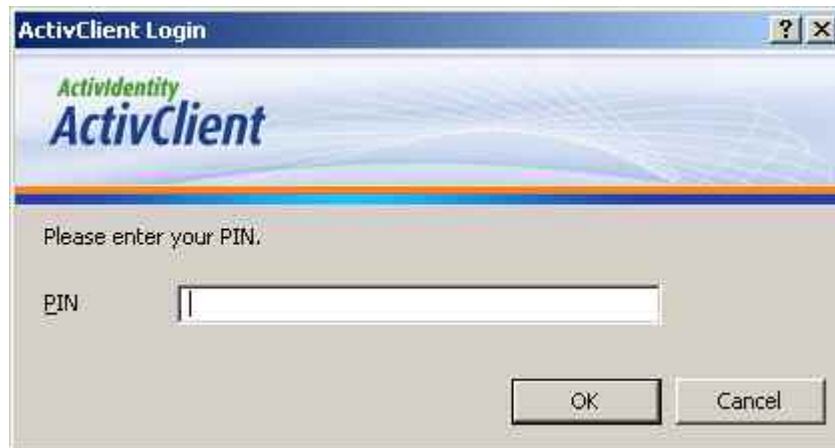 ActivClient Login
ActivIdentity
ActivClient
Please enter your PIN.
PIN
OK Cancel